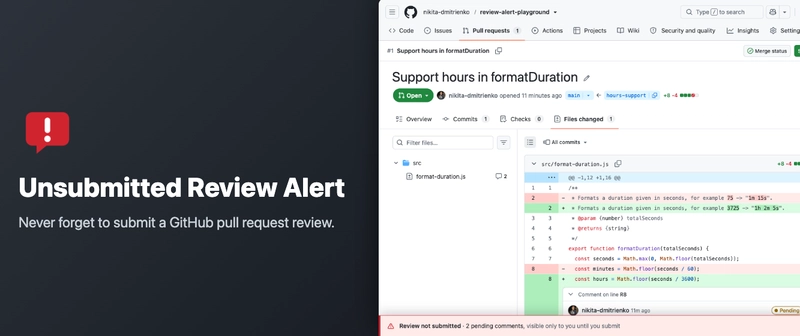 Unsubmitted Review Alert
Never forget to submit a GitHub pull request review.
nikita-dmitrienko / review-alert-playground
Type / to search
Code
Issues
Pull requests 1
Actions
Projects
Wiki
Security and quality
Insights
Settings
#1 Support hours in formatDuration
Merge status
Support hours in formatDuration
Open
nikita-dmitrienko opened 11 minutes ago main ← hours-support +8 -4
Overview
Commits 1
Checks 0
Files changed 1
Filter files...
All commits
src
format-duration.js 2
src/format-duration.js +8 -4
... @@ -1,12 +1,16 @@
1 1 /**
2 - * Formats a duration given in seconds, for example 75 -> "1m 15s".
2 + * Formats a duration given in seconds, for example 3725 -> "1h 2m 5s".
3 3 * @param {number} totalSeconds
4 4 * @returns {string}
5 5 */
6 6 export function formatDuration(totalSeconds) {
7 7 const seconds = Math.max(0, Math.floor(totalSeconds));
8 - const minutes = Math.floor(seconds / 60);
8 + const hours = Math.floor(seconds / 3600);
Comment on line R8
nikita-dmitrienko 11m ago Pending
Review not submitted · 2 pending comments, visible only to you until you submit